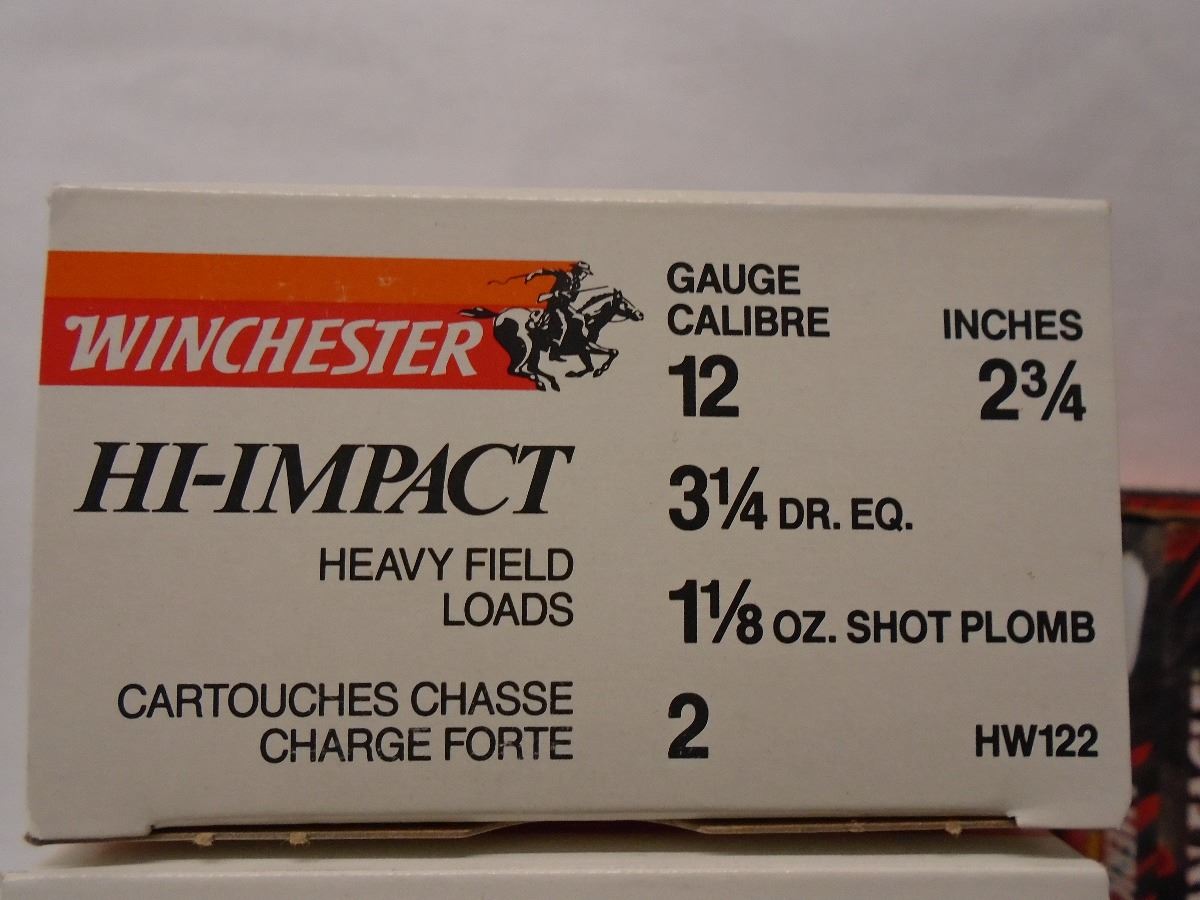 WINCHESTER
HI-IMPACT
HEAVY FIELD
LOADS
CARTOUCHES CHASSE
CHARGE FORTE
GAUGE
CALIBRE
12
INCHES
2¾
3¼ DR. EQ.
1⅛ OZ. SHOT PLOMB
2
HW122